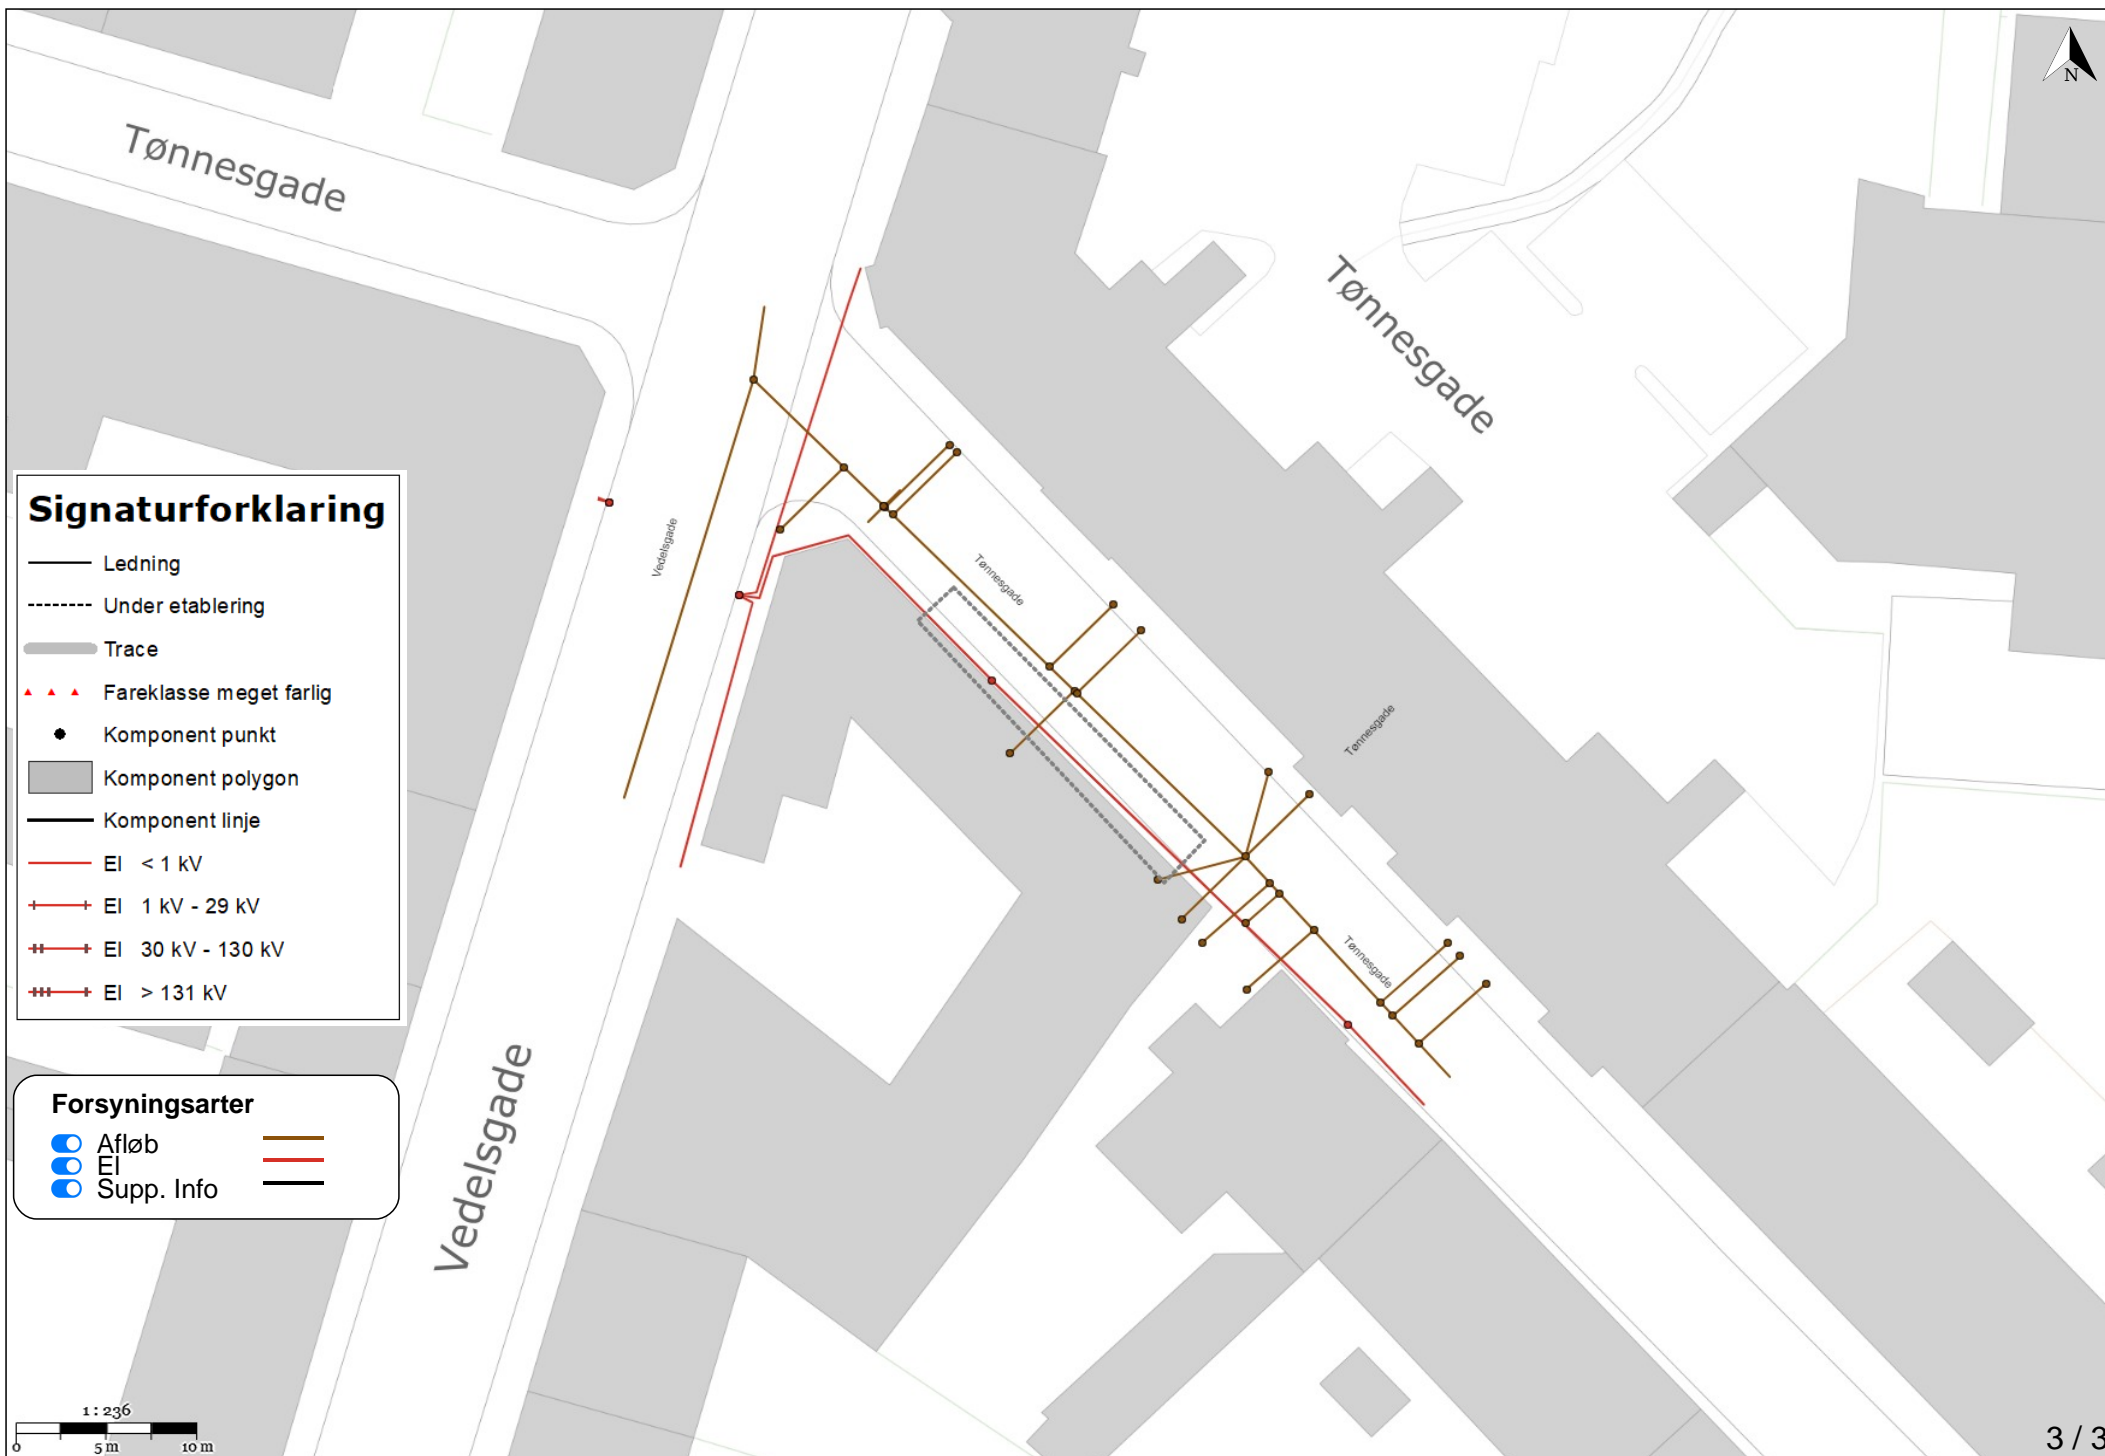 N
Tønnesgade
Tønnesgade
Vedelsgade
Tønnesgade
Tønnesgade
Tønnesgade
Vedelsgade
Signaturforklaring
Ledning
Under etablering
Trace
Fareklasse meget farlig
Komponent punkt
Komponent polygon
Komponent linje
El < 1 kV
El 1 kV - 29 kV
El 30 kV - 130 kV
El > 131 kV
Forsyningsarter
Afløb
El
Supp. Info
1 : 236
0 5 m 10 m
3 / 3